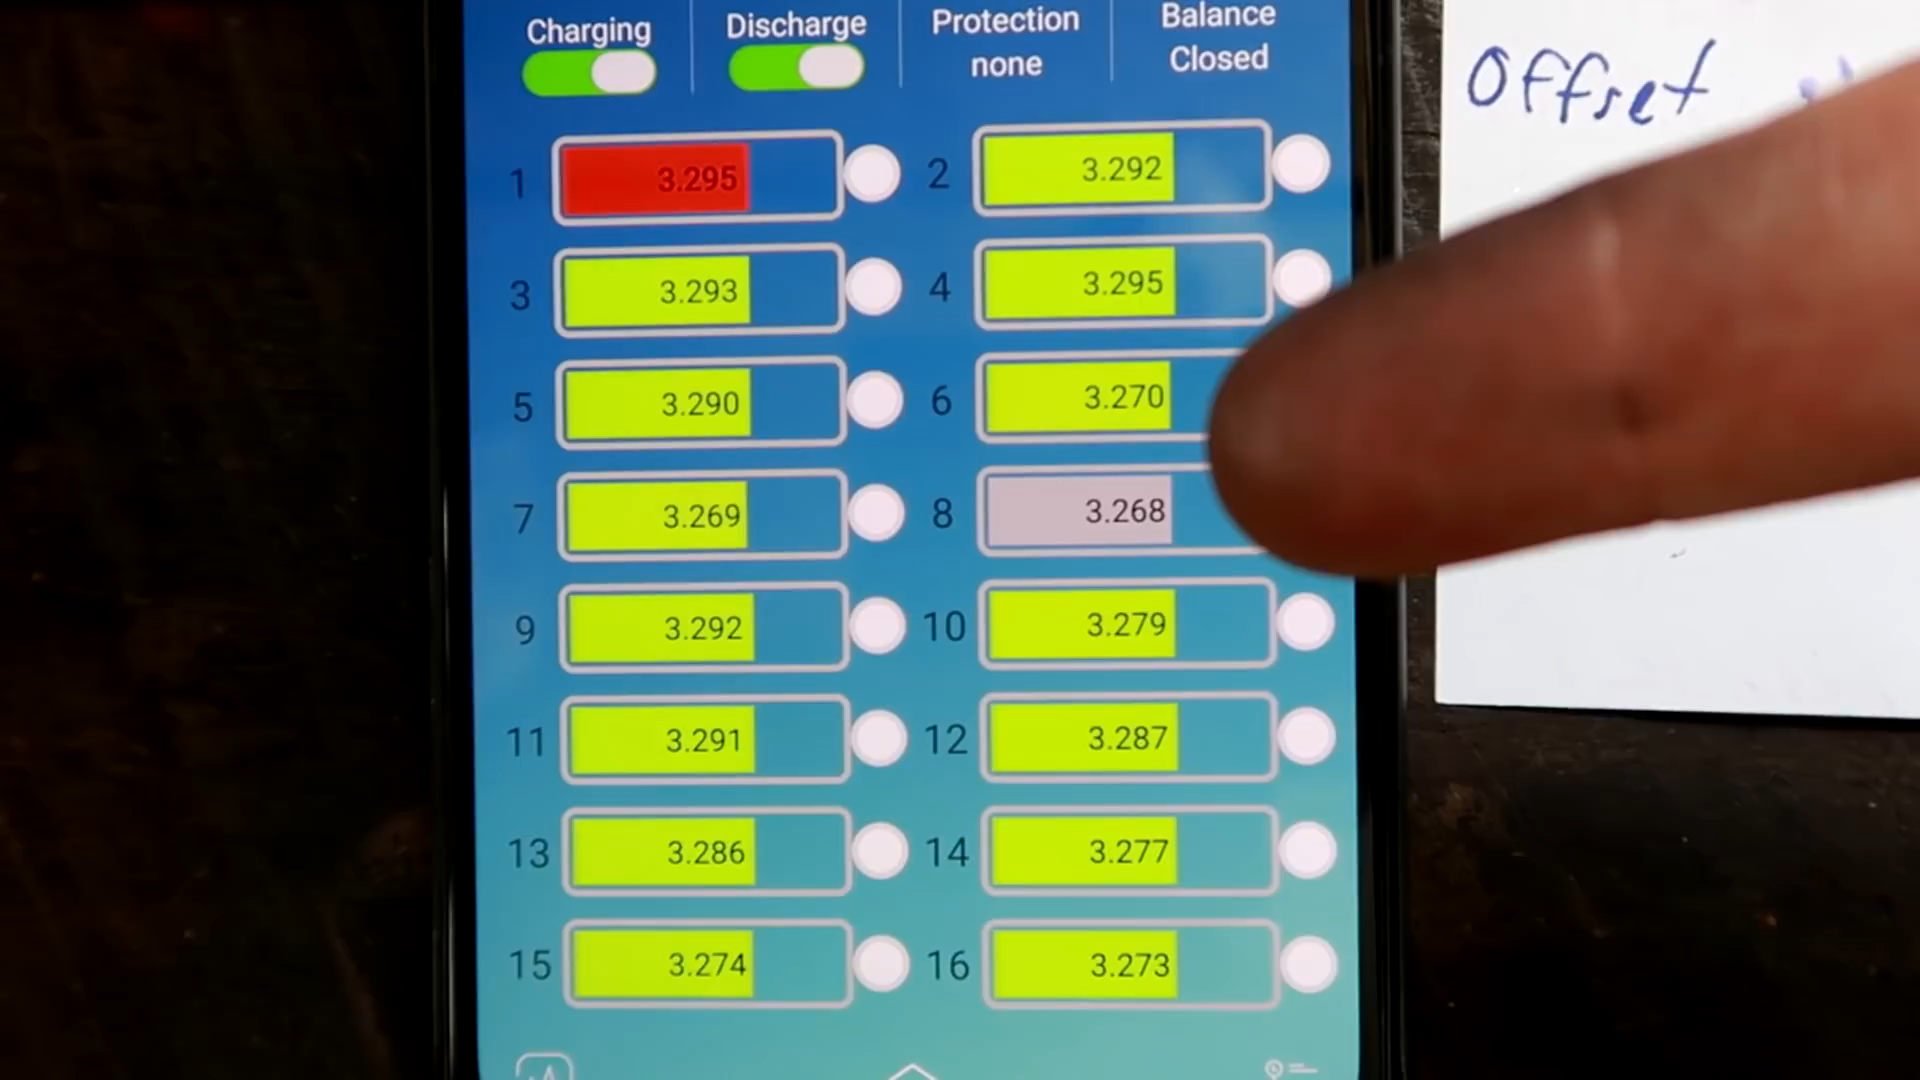 Charging Discharge Protection Balance
none Closed
1 3.295 2 3.292
3 3.293 4 3.295
5 3.290 6 3.270
7 3.269 8 3.268
9 3.292 10 3.279
11 3.291 12 3.287
13 3.286 14 3.277
15 3.274 16 3.273
Offset